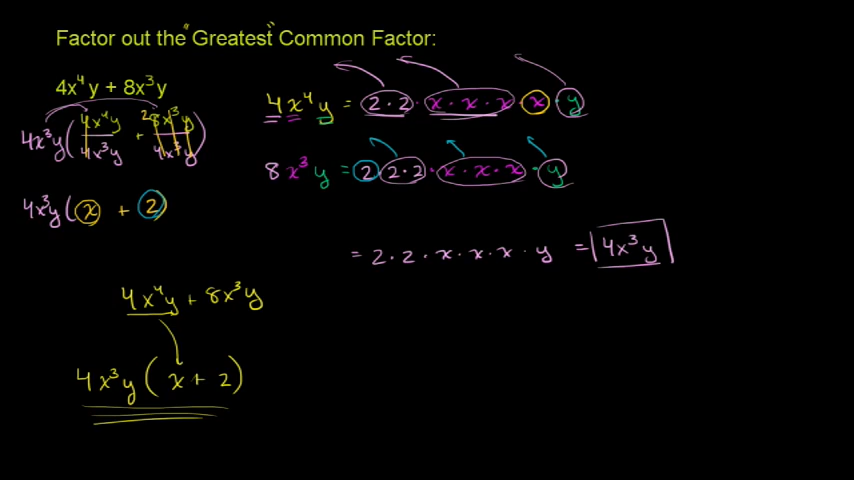 Factor out the "Greatest" Common Factor:
4x⁴y + 8x³y
4x³y ( 4x⁴y / 4x³y + 2 8x³y / 4x³y )
4x³y ( x + 2 )
4x⁴y = 2 · 2 · x · x · x · x · y
8x³y = 2 · 2 · 2 · x · x · x · y
= 2 · 2 · x · x · x · y = 4x³y
4x⁴y + 8x³y
4x³y ( x + 2 )